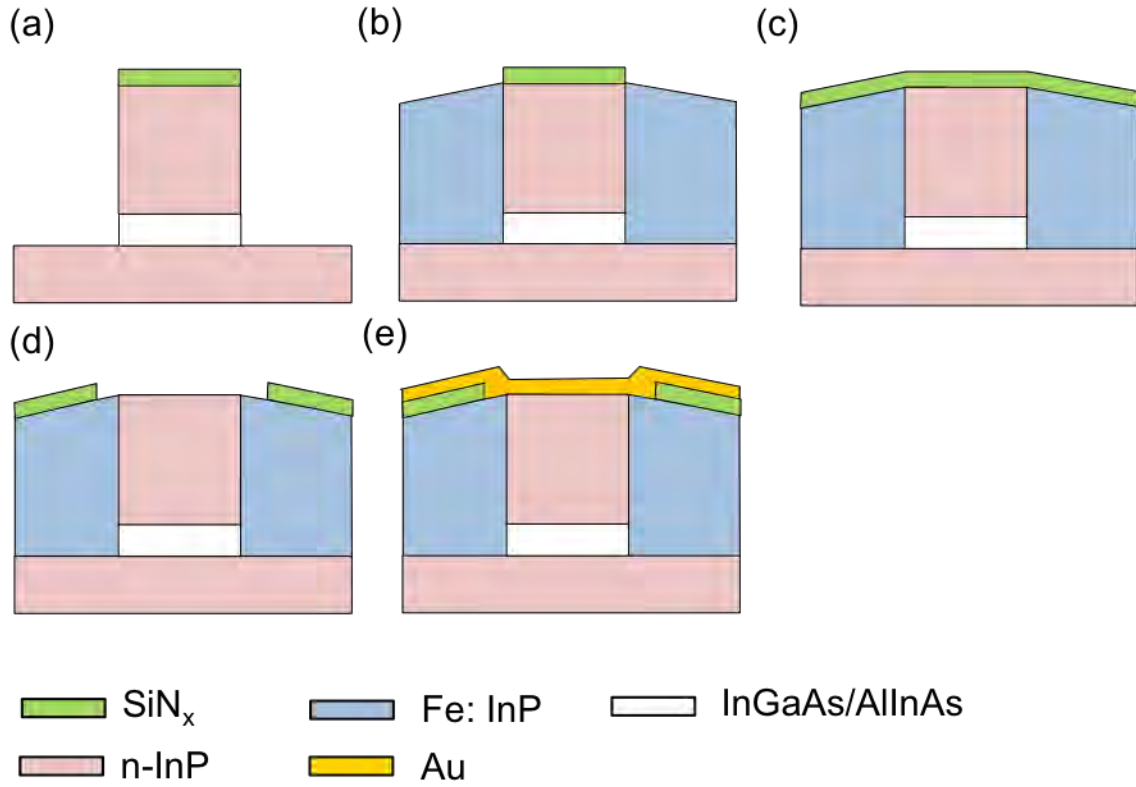 (a)
(b)
(c)
(d)
(e)
SiNₓ
Fe: InP
InGaAs/AlInAs
n-InP
Au